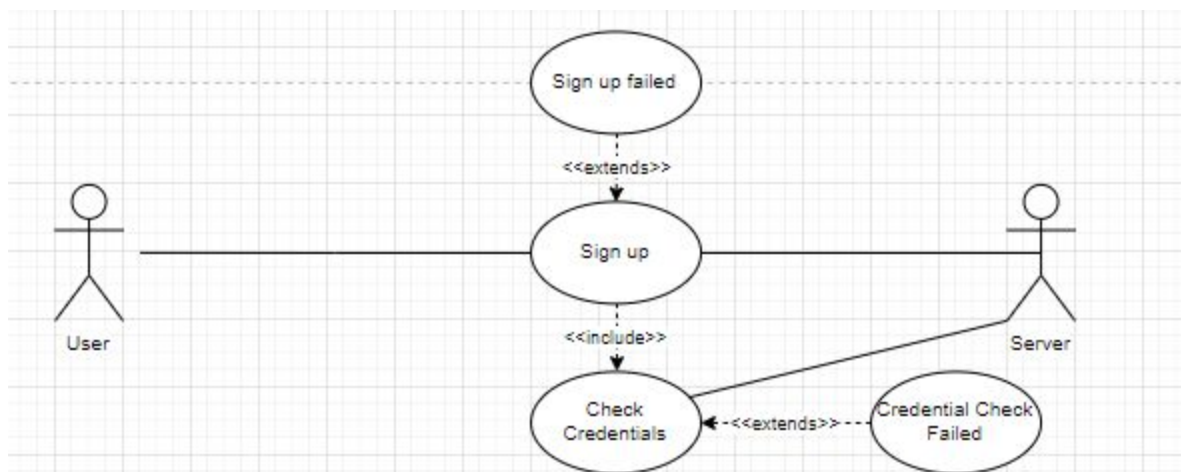 Sign up failed
<<extends>>
Sign up
User
<<include>>
Server
Check
Credentials
<<extends>>
Credential Check
Failed